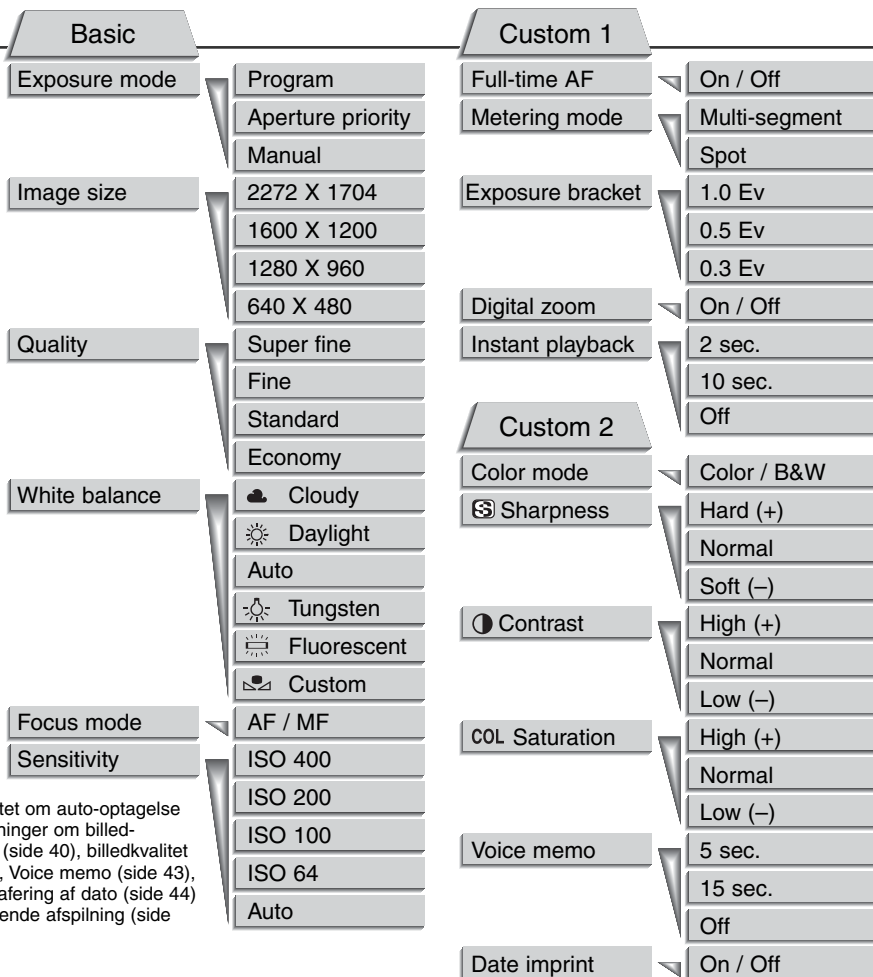 Basic
Exposure mode
Program
Aperture priority
Manual
Image size
2272 X 1704
1600 X 1200
1280 X 960
640 X 480
Quality
Super fine
Fine
Standard
Economy
White balance
Cloudy
Daylight
Auto
Tungsten
Fluorescent
Custom
Focus mode
AF / MF
Sensitivity
ISO 400
ISO 200
ISO 100
ISO 64
Auto
om auto-optagelse
om billed-
(side 40), billedkvalitet
, Voice memo (side 43),
af dato (side 44)
afspilning (side
Custom 1
Full-time AF
On / Off
Metering mode
Multi-segment
Spot
Exposure bracket
1.0 Ev
0.5 Ev
0.3 Ev
Digital zoom
On / Off
Instant playback
2 sec.
10 sec.
Off
Custom 2
Color mode
Color / B&W
S Sharpness
Hard (+)
Normal
Soft (–)
Contrast
High (+)
Normal
Low (–)
COL Saturation
High (+)
Normal
Low (–)
Voice memo
5 sec.
15 sec.
Off
Date imprint
On / Off